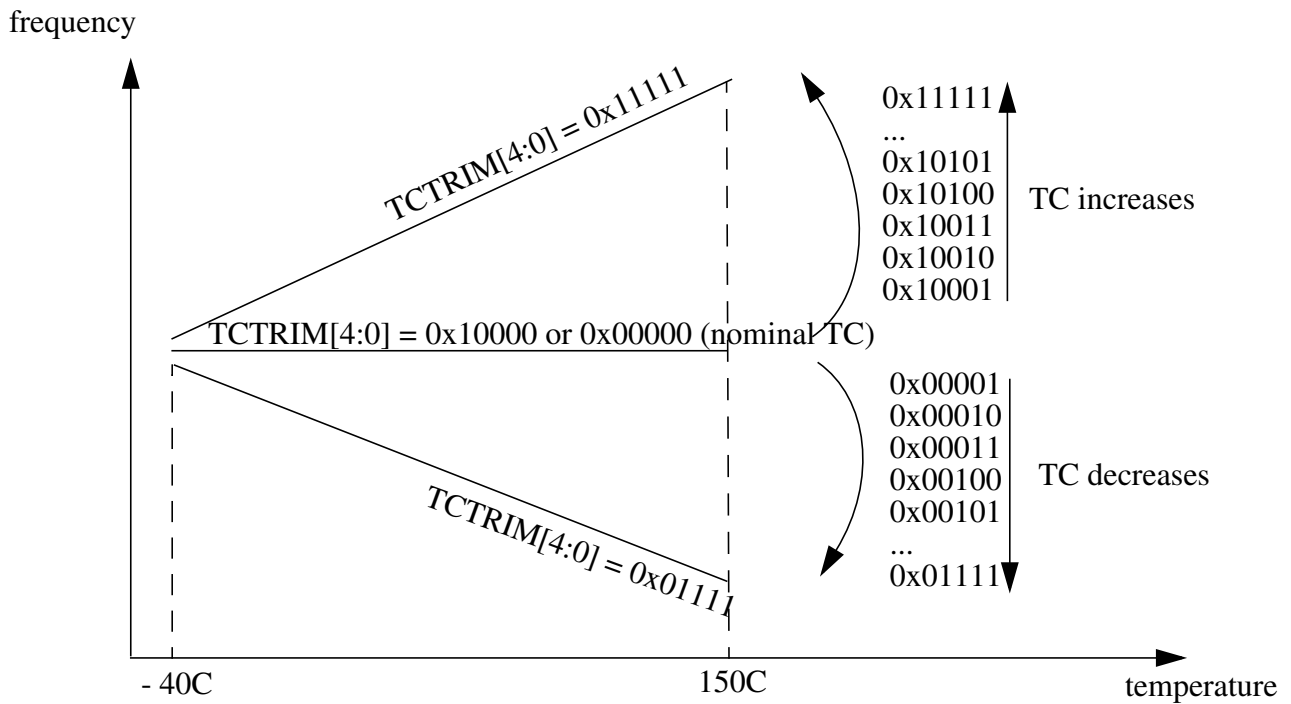 frequency
TCTRIM[4:0] = 0x11111
0x11111
...
0x10101
0x10100
0x10011
0x10010
0x10001
TC increases
TCTRIM[4:0] = 0x10000 or 0x00000 (nominal TC)
0x00001
0x00010
0x00011
0x00100
0x00101
...
0x01111
TC decreases
TCTRIM[4:0] = 0x01111
- 40C
150C
temperature